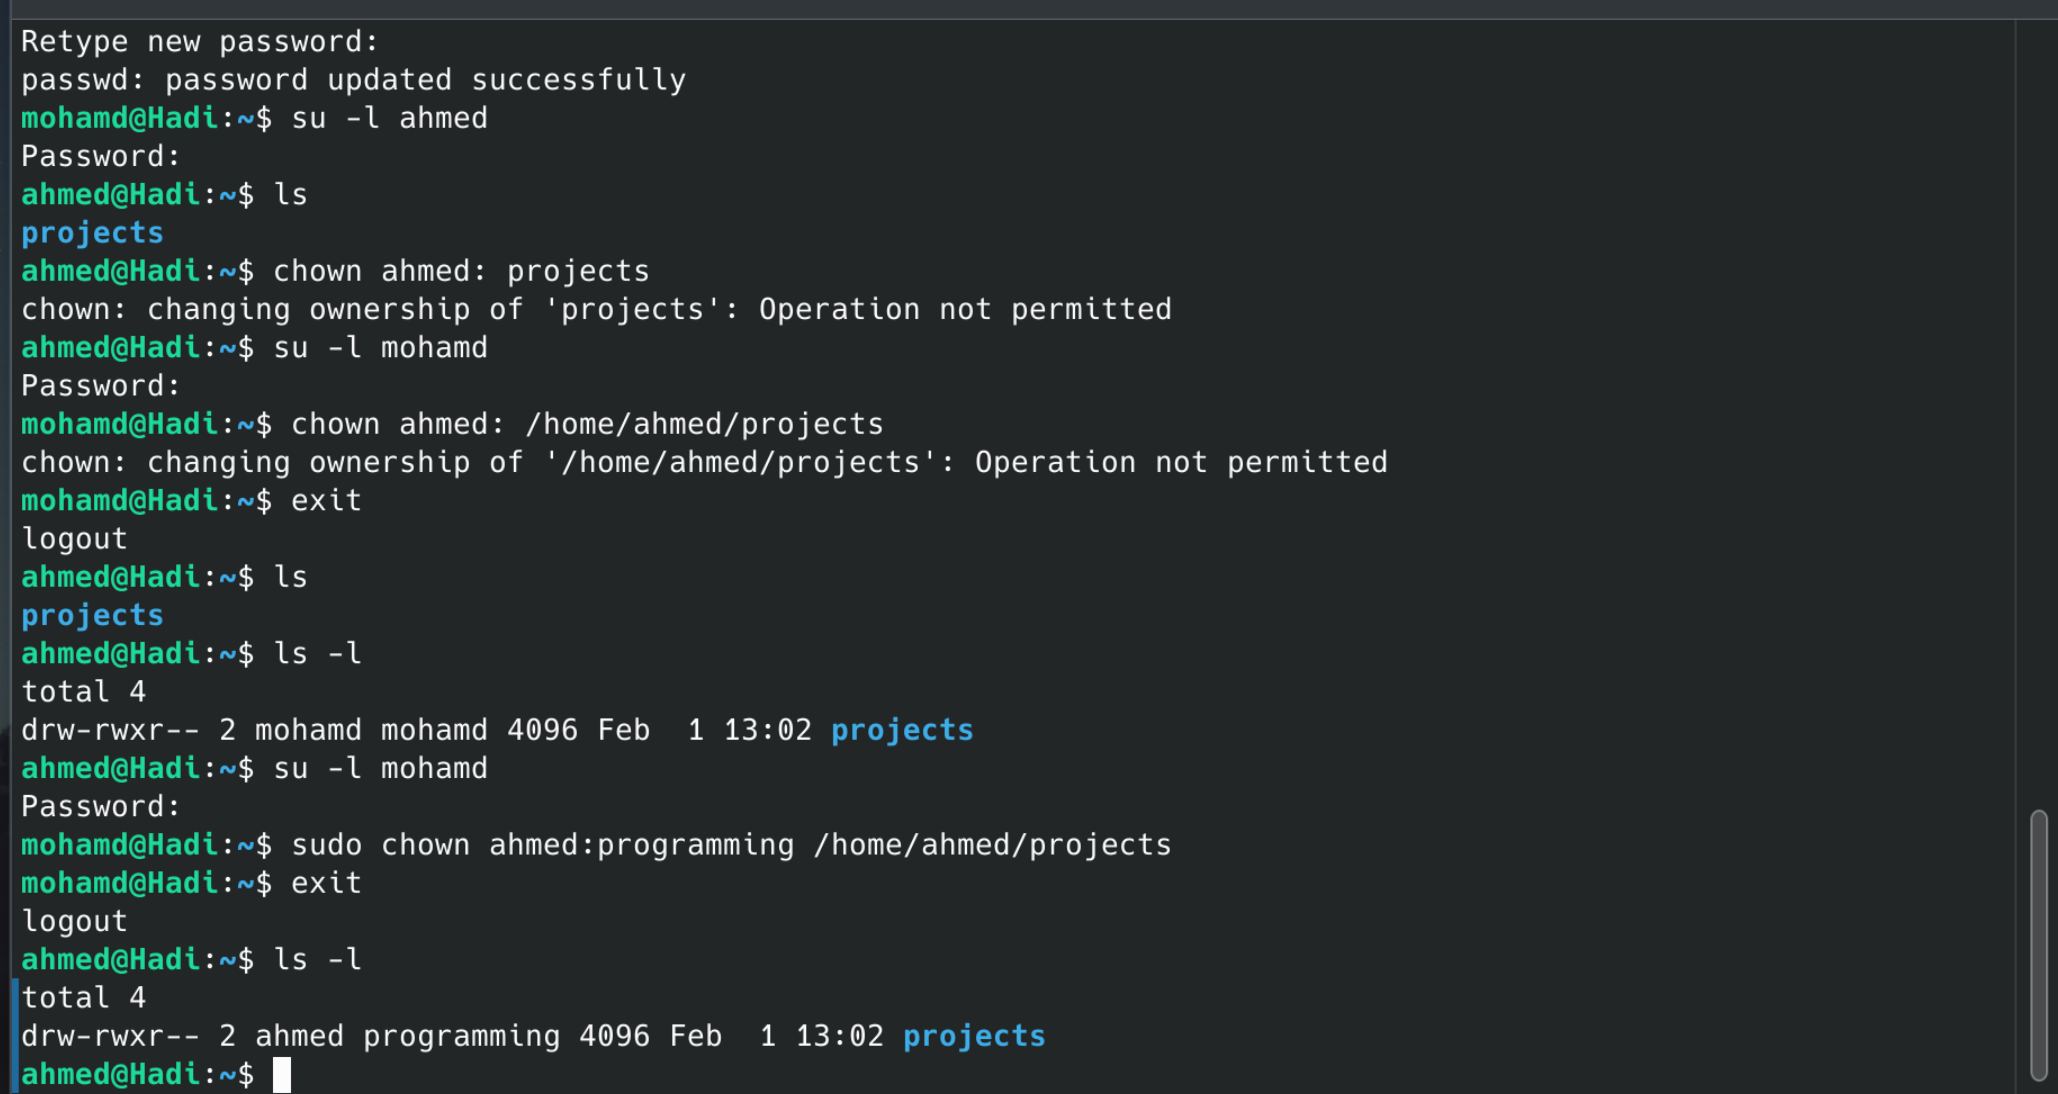 Retype new password:
passwd: password updated successfully
mohamd@Hadi:~$ su -l ahmed
Password:
ahmed@Hadi:~$ ls
projects
ahmed@Hadi:~$ chown ahmed: projects
chown: changing ownership of 'projects': Operation not permitted
ahmed@Hadi:~$ su -l mohamd
Password:
mohamd@Hadi:~$ chown ahmed: /home/ahmed/projects
chown: changing ownership of '/home/ahmed/projects': Operation not permitted
mohamd@Hadi:~$ exit
logout
ahmed@Hadi:~$ ls
projects
ahmed@Hadi:~$ ls -l
total 4
drw-rwxr-- 2 mohamd mohamd 4096 Feb  1 13:02 projects
ahmed@Hadi:~$ su -l mohamd
Password:
mohamd@Hadi:~$ sudo chown ahmed:programming /home/ahmed/projects
mohamd@Hadi:~$ exit
logout
ahmed@Hadi:~$ ls -l
total 4
drw-rwxr-- 2 ahmed programming 4096 Feb  1 13:02 projects
ahmed@Hadi:~$